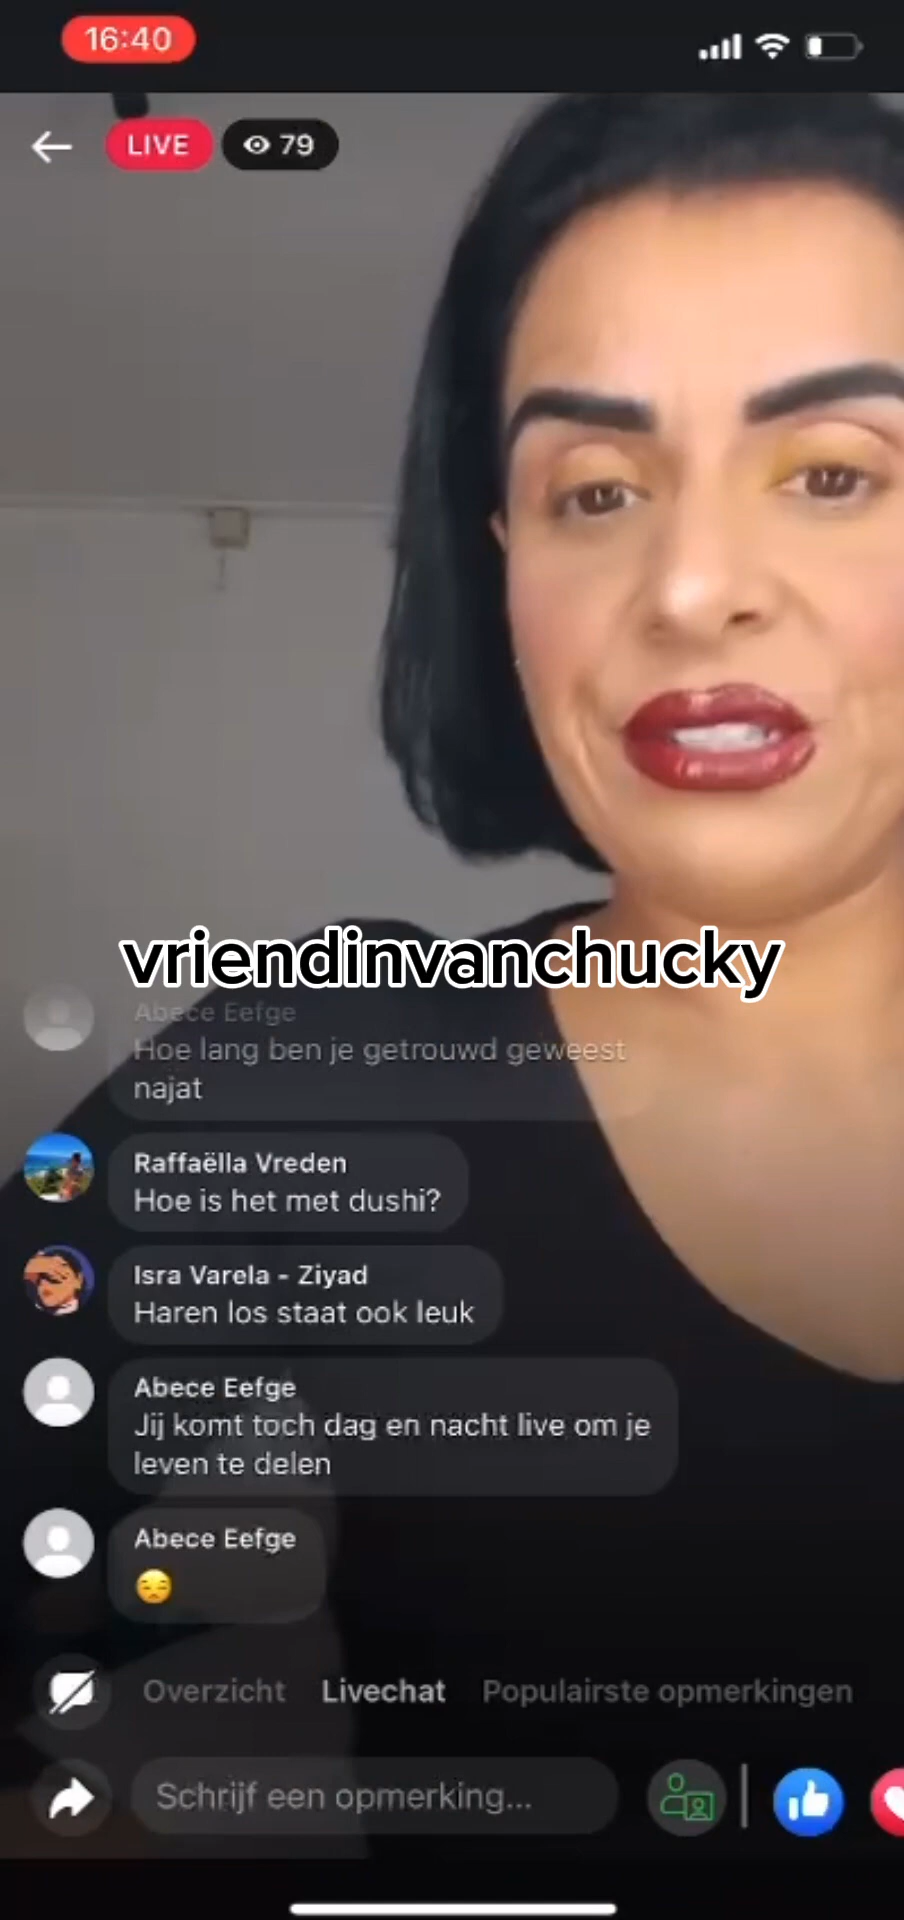 16:40
LIVE
79
vriendinvanchucky
Abece Eefge
Hoe lang ben je getrouwd geweest
najat
Raffaëlla Vreden
Hoe is het met dushi?
Isra Varela - Ziyad
Haren los staat ook leuk
Abece Eefge
Jij komt toch dag en nacht live om je
leven te delen
Abece Eefge
Overzicht Livechat Populairste opmerkingen
Schrijf een opmerking...